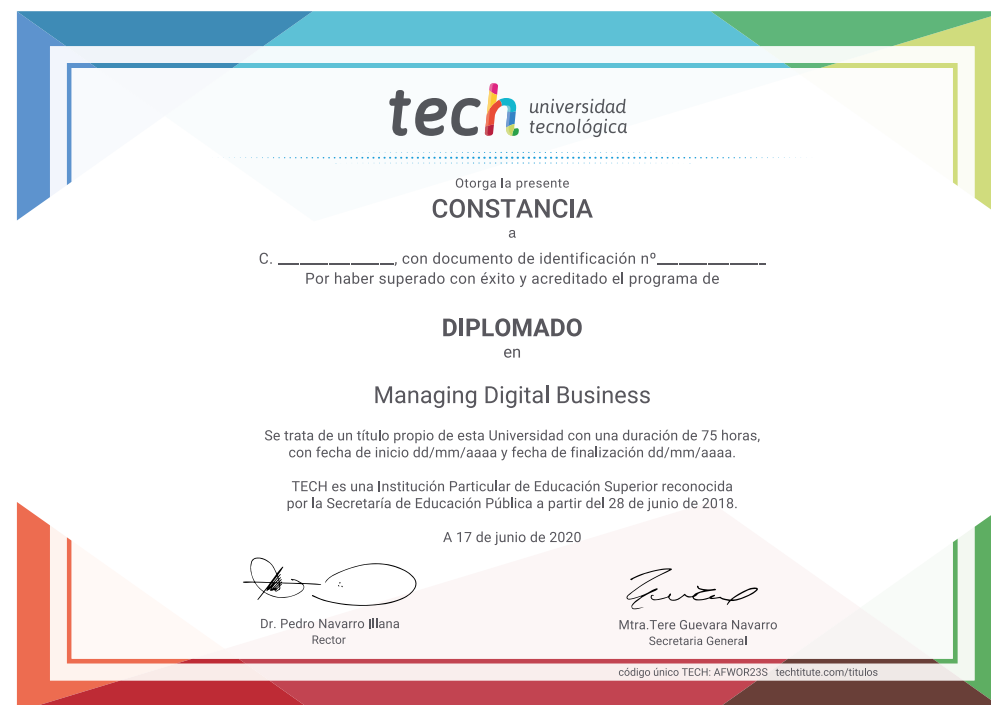 tech universidad
tecnológica
Otorga la presente
CONSTANCIA
a
C. ______________, con documento de identificación nº_____________
Por haber superado con éxito y acreditado el programa de
DIPLOMADO
en
Managing Digital Business
Se trata de un título propio de esta Universidad con una duración de 75 horas,
con fecha de inicio dd/mm/aaaa y fecha de finalización dd/mm/aaaa.
TECH es una Institución Particular de Educación Superior reconocida
por la Secretaría de Educación Pública a partir del 28 de junio de 2018.
A 17 de junio de 2020
Dr. Pedro Navarro Illana
Rector
Mtra.Tere Guevara Navarro
Secretaria General
código único TECH: AFWOR23S techtitute.com/titulos